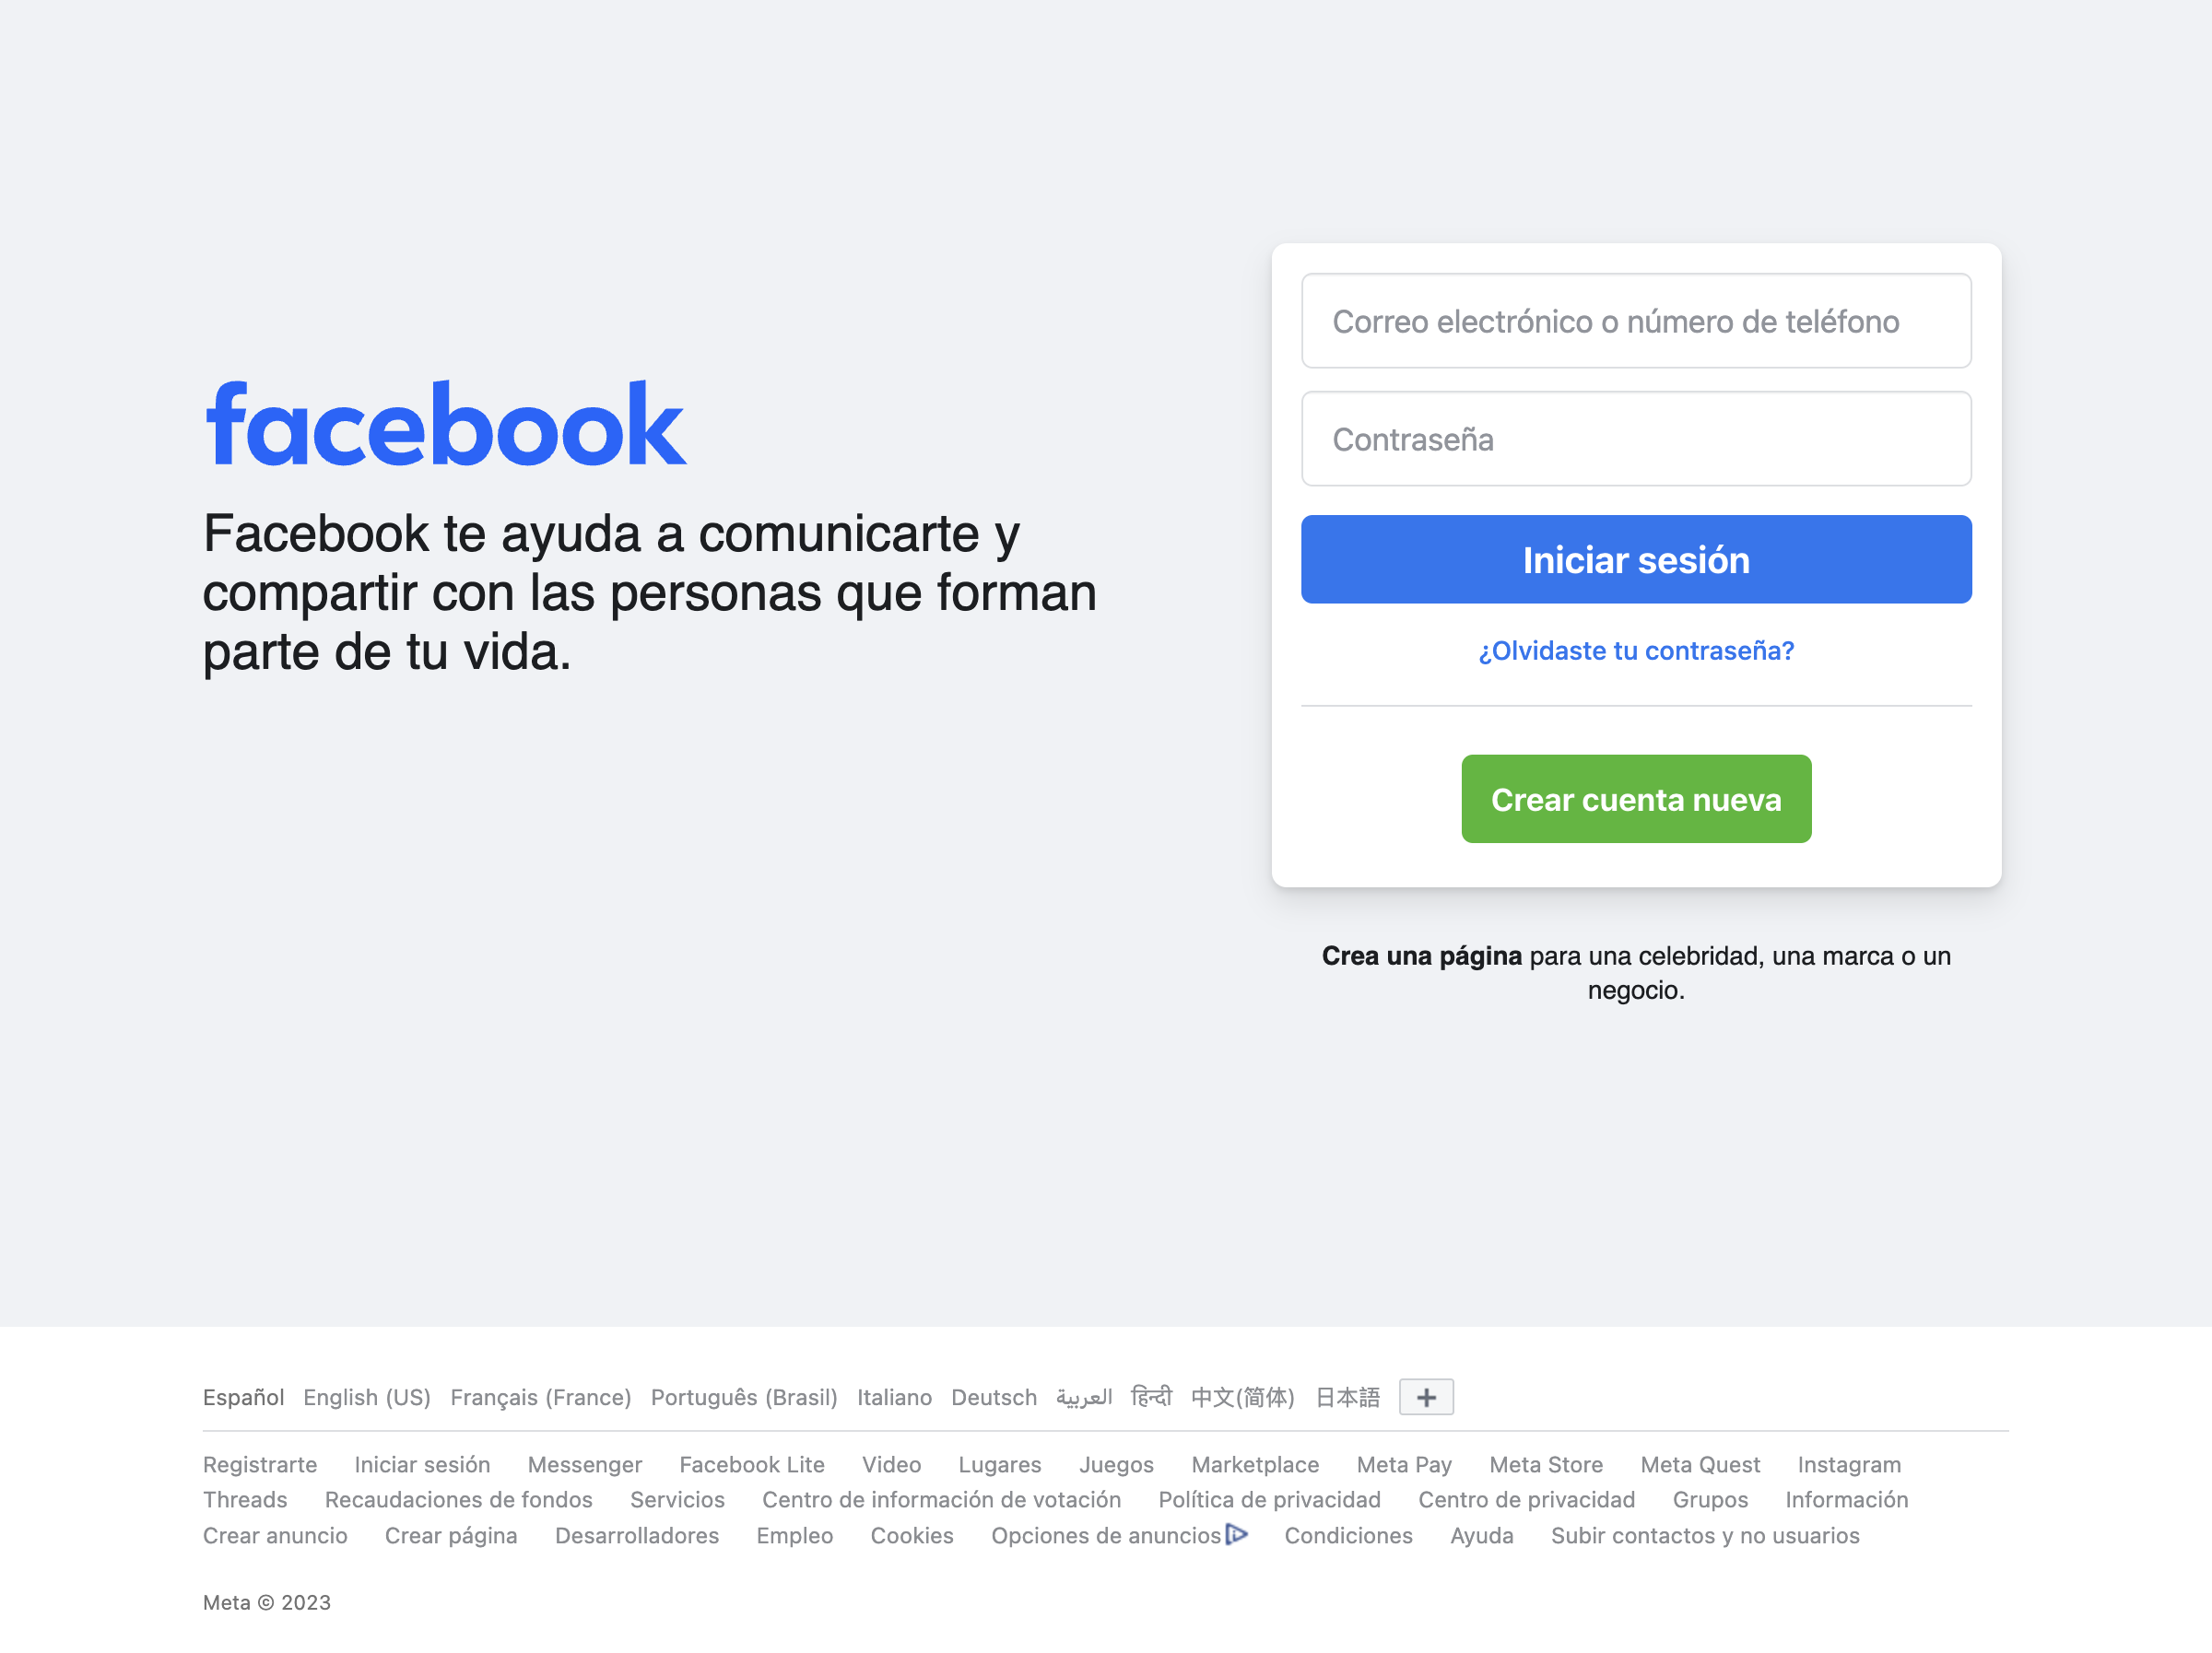 facebook
Facebook te ayuda a comunicarte y
compartir con las personas que forman
parte de tu vida.
Correo electrónico o número de teléfono
Contraseña
Iniciar sesión
¿Olvidaste tu contraseña?
Crear cuenta nueva
Crea una página para una celebridad, una marca o un
negocio.
Español English (US) Français (France) Português (Brasil) Italiano Deutsch العربية हिन्दी 中文(简体) 日本語 +
Registrarte Iniciar sesión Messenger Facebook Lite Video Lugares Juegos Marketplace Meta Pay Meta Store Meta Quest Instagram
Threads Recaudaciones de fondos Servicios Centro de información de votación Política de privacidad Centro de privacidad Grupos Información
Crear anuncio Crear página Desarrolladores Empleo Cookies Opciones de anuncios Condiciones Ayuda Subir contactos y no usuarios
Meta © 2023